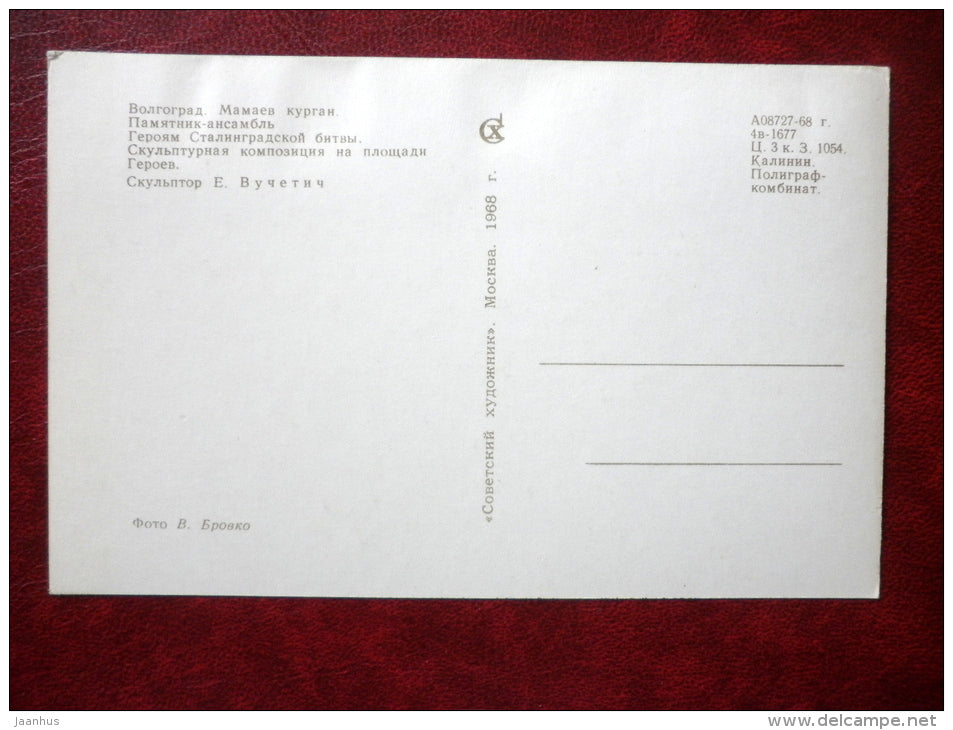 Волгоград. Мамаев курган.
Памятник-ансамбль
Героям Сталинградской битвы.
Скульптурная композиция на площади
Героев.
Скульптор Е. Вучетич
Фото В. Бровко
«Советский художник». Москва. 1968 г.
СХ
А08727-68 г.
4в-1677
Ц. 3 к. З. 1054.
Калинин.
Полиграф-
комбинат.
Jaanhus
www.delcampe.net